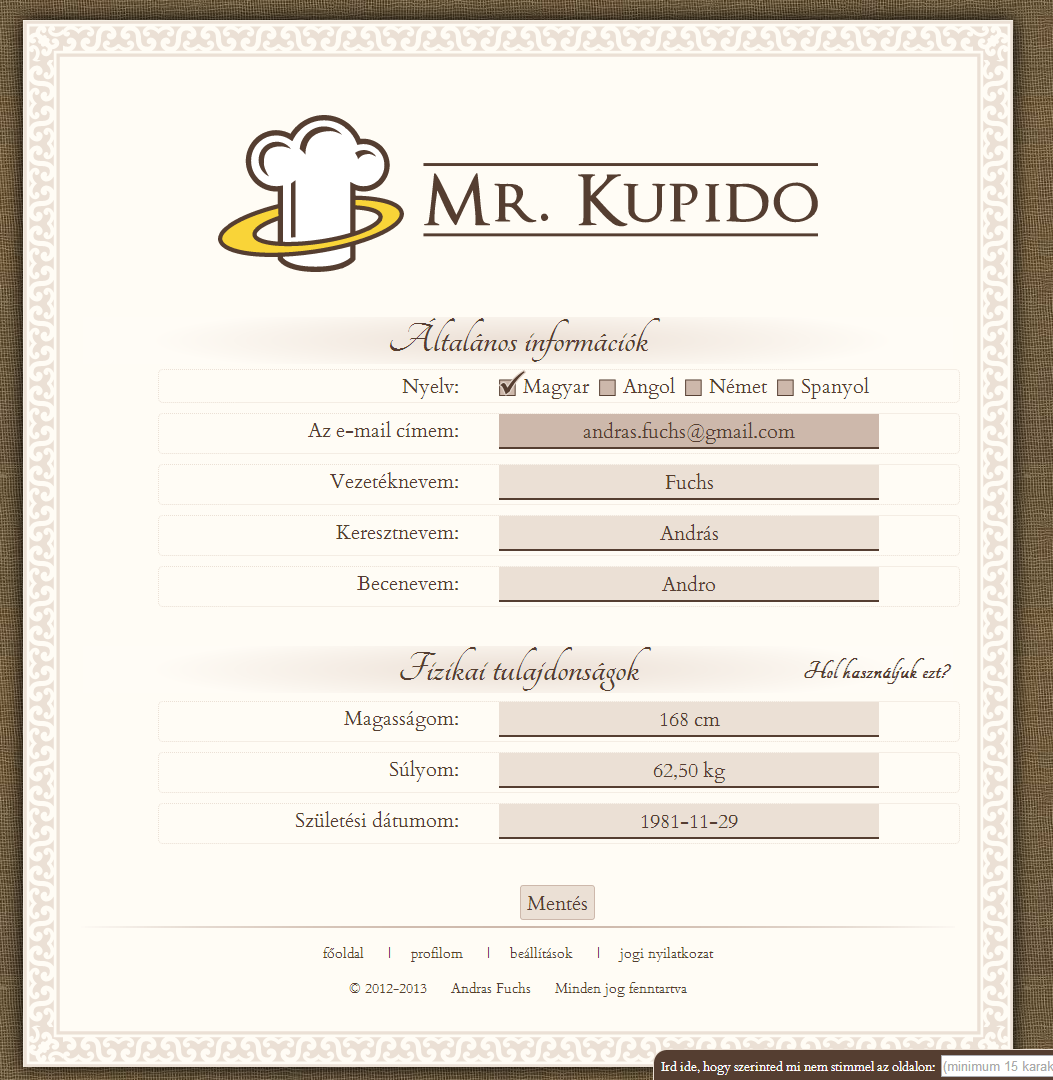 MR. KUPIDO
Általános információk
Nyelv: Magyar Angol Német Spanyol
Az e-mail címem: andras.fuchs@gmail.com
Vezetéknevem: Fuchs
Keresztnevem: András
Becenevem: Andro
Fizikai tulajdonságok Hol használjuk ezt?
Magasságom: 168 cm
Súlyom: 62,50 kg
Születési dátumom: 1981-11-29
Mentés
főoldal | profilom | beállítások | jogi nyilatkozat
© 2012-2013 Andras Fuchs Minden jog fenntartva
Ird ide, hogy szerinted mi nem stimmel az oldalon: (minimum 15 karak